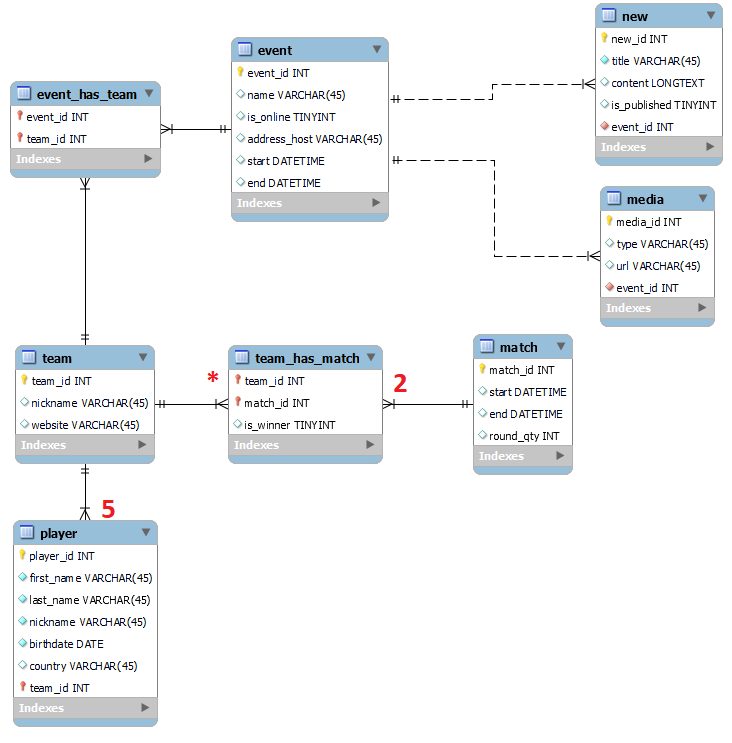 event_has_team
event_id INT
team_id INT
Indexes
event
event_id INT
name VARCHAR(45)
is_online TINYINT
address_host VARCHAR(45)
start DATETIME
end DATETIME
Indexes
new
new_id INT
title VARCHAR(45)
content LONGTEXT
is_published TINYINT
event_id INT
Indexes
media
media_id INT
type VARCHAR(45)
url VARCHAR(45)
event_id INT
Indexes
team
team_id INT
nickname VARCHAR(45)
website VARCHAR(45)
Indexes
*
team_has_match
team_id INT
match_id INT
is_winner TINYINT
Indexes
2
match
match_id INT
start DATETIME
end DATETIME
round_qty INT
Indexes
5
player
player_id INT
first_name VARCHAR(45)
last_name VARCHAR(45)
nickname VARCHAR(45)
birthdate DATE
country VARCHAR(45)
team_id INT
Indexes